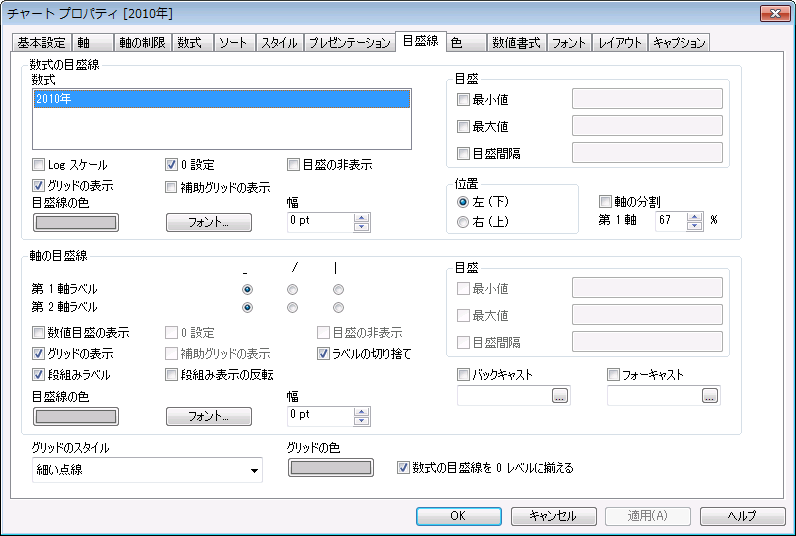 チャート プロパティ [2010年]
基本設定 軸 軸の制限 数式 ソート スタイル プレゼンテーション 目盛線 色 数値書式 フォント レイアウト キャプション
数式の目盛線
数式
2010年
目盛
最小値
最大値
目盛間隔
Log スケール 0 設定 目盛の非表示
グリッドの表示 補助グリッドの表示
目盛線の色 幅
フォント... 0 pt
位置
左 (下)
右 (上)
軸の分割
第 1 軸 67 %
軸の目盛線
_ / |
第 1 軸ラベル
第 2 軸ラベル
目盛
最小値
最大値
目盛間隔
数値目盛の表示 0 設定 目盛の非表示
グリッドの表示 補助グリッドの表示 ラベルの切り捨て
段組みラベル 段組み表示の反転
バックキャスト フォーキャスト
... ...
目盛線の色 幅
フォント... 0 pt
グリッドのスタイル グリッドの色
細い点線 数式の目盛線を 0 レベルに揃える
OK キャンセル 適用(A) ヘルプ